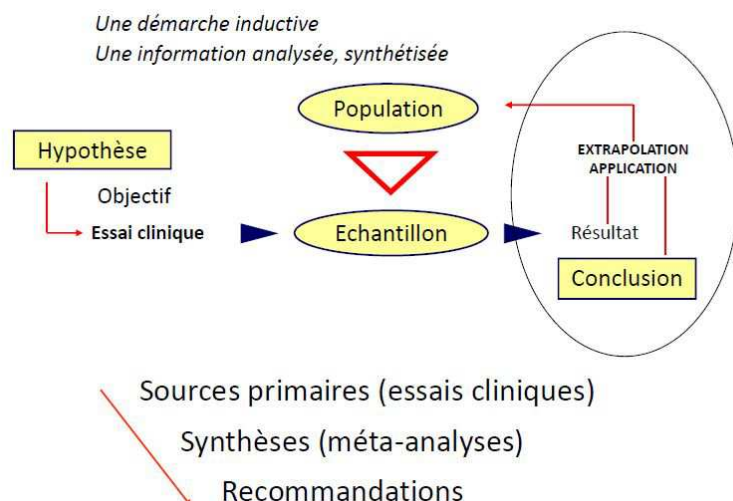 Une démarche inductive
Une information analysée, synthétisée
Population
Hypothèse
EXTRAPOLATION
APPLICATION
Objectif
Essai clinique
Echantillon
Résultat
Conclusion
Sources primaires (essais cliniques)
Synthèses (méta-analyses)
Recommandations